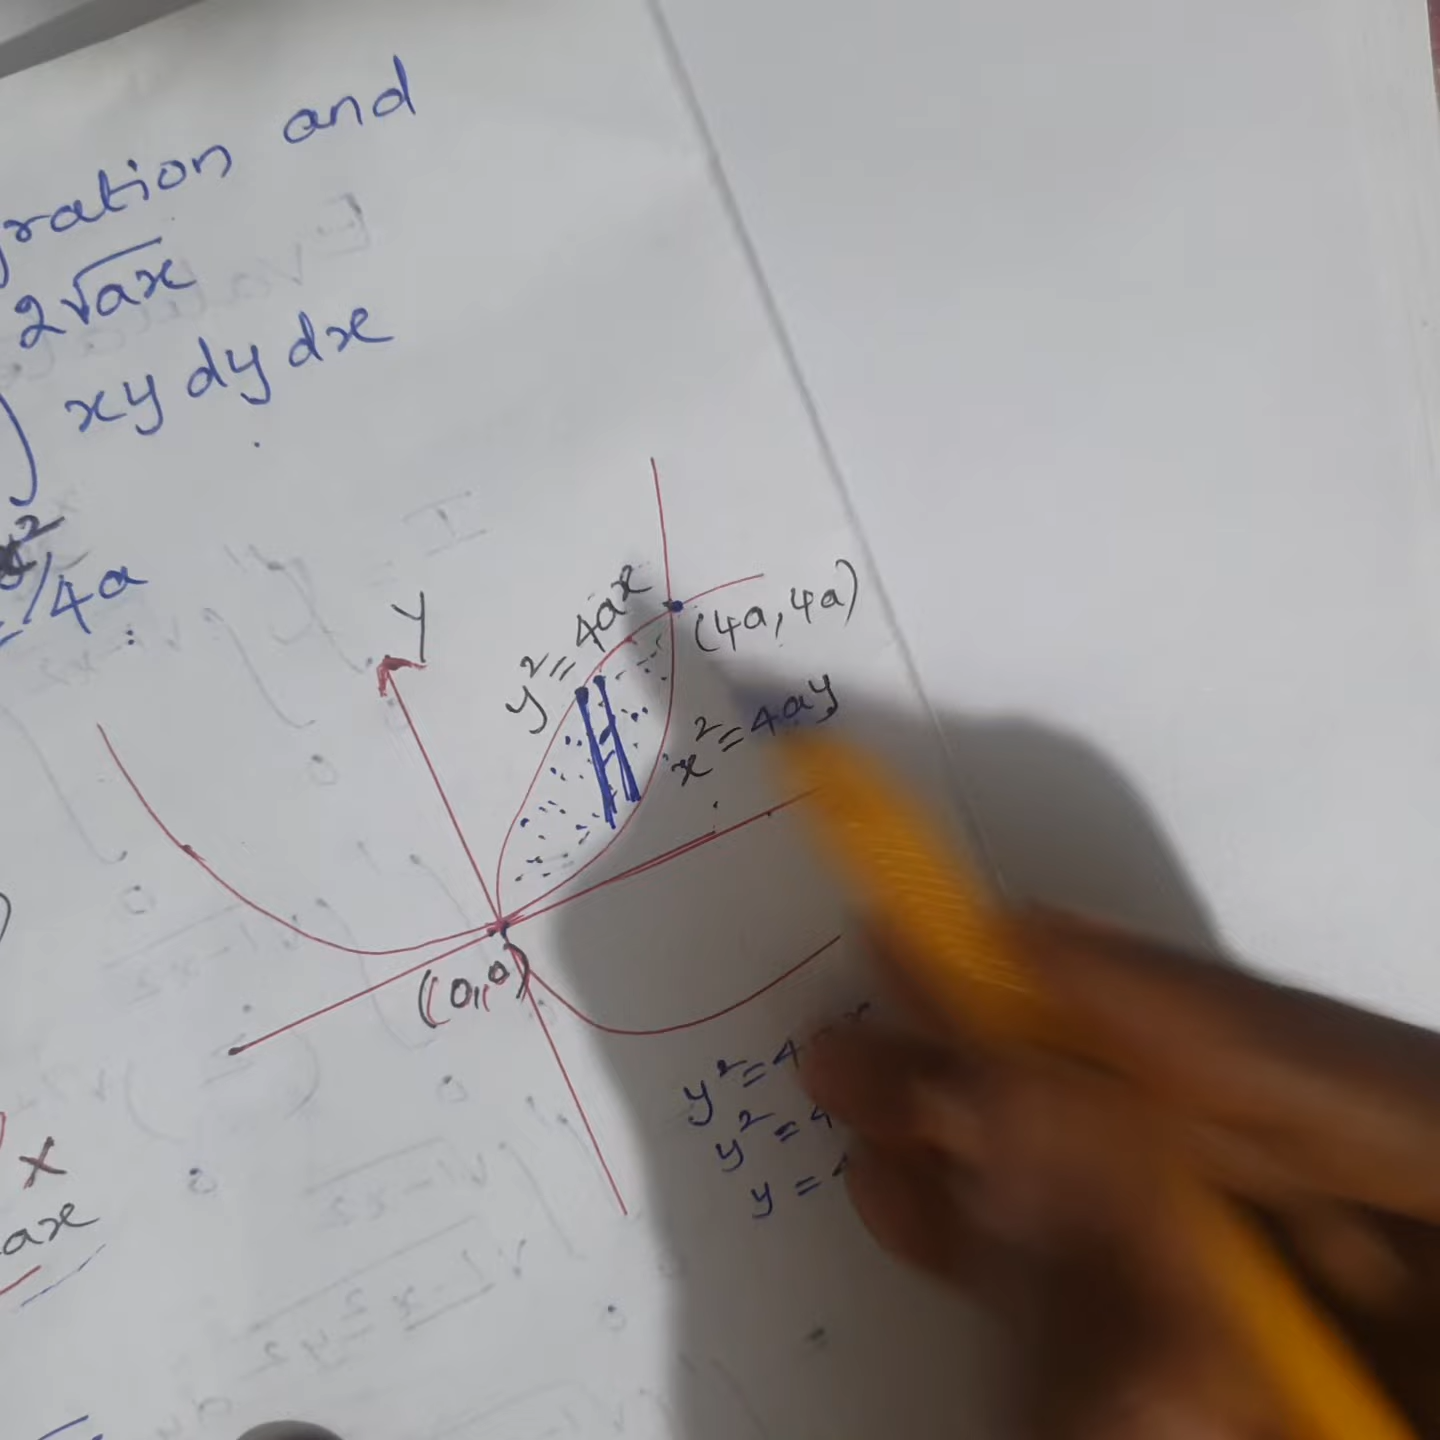 and
2√ax
∫ xy dy dx
x²/4a
Y
y² = 4ax
(4a, 4a)
x² = 4ay
(0,0)
y² = 4
y² = 4
y =
X
ax